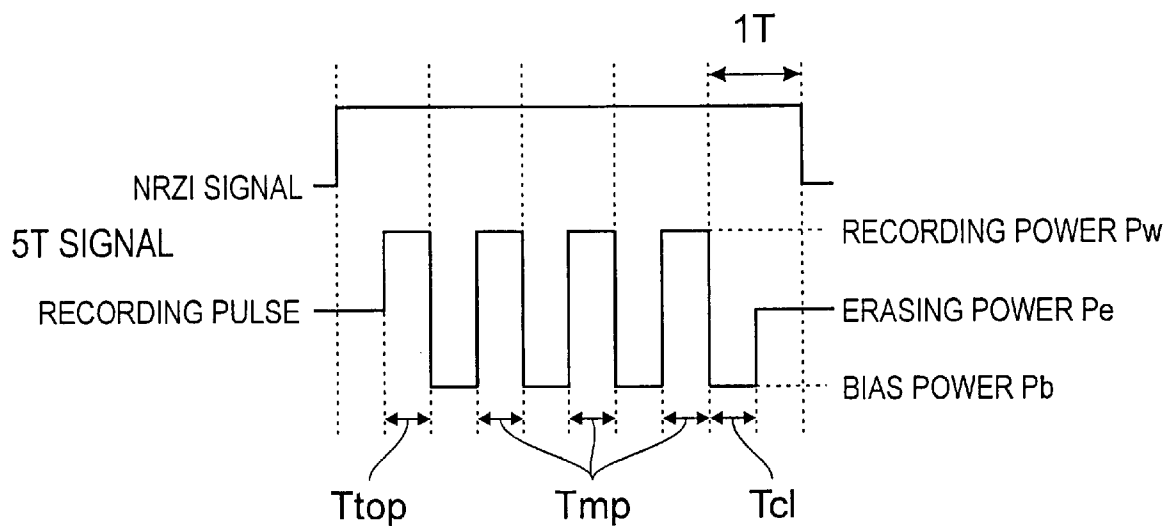 1T
NRZI SIGNAL
5T SIGNAL
RECORDING POWER Pw
RECORDING PULSE
ERASING POWER Pe
BIAS POWER Pb
Ttop
Tmp
Tcl